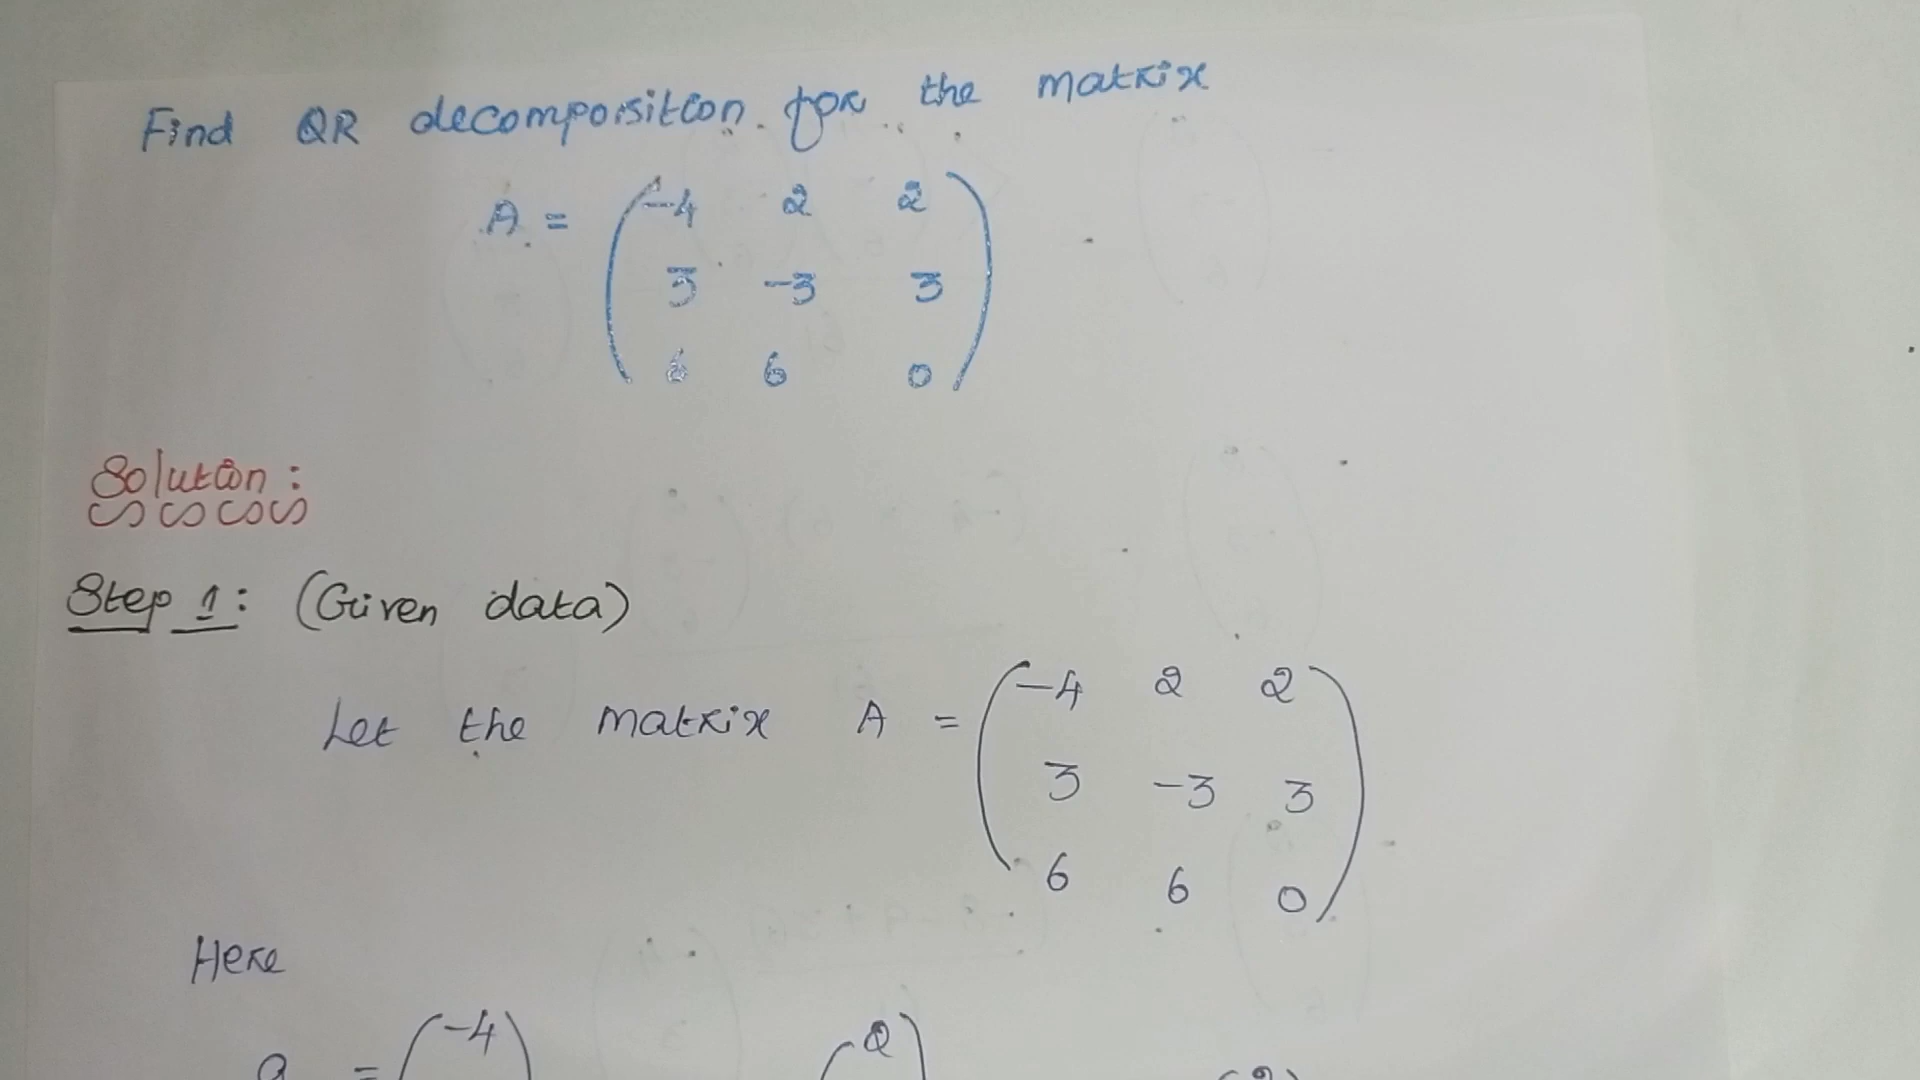 Find QR decomposition for the matrix
A = (-4 2 2
3 -3 3
6 6 0)
Solution:
Step 1: (Given data)
Let the matrix A = (-4 2 2
3 -3 3
6 6 0)
Here
= (-4) (2)